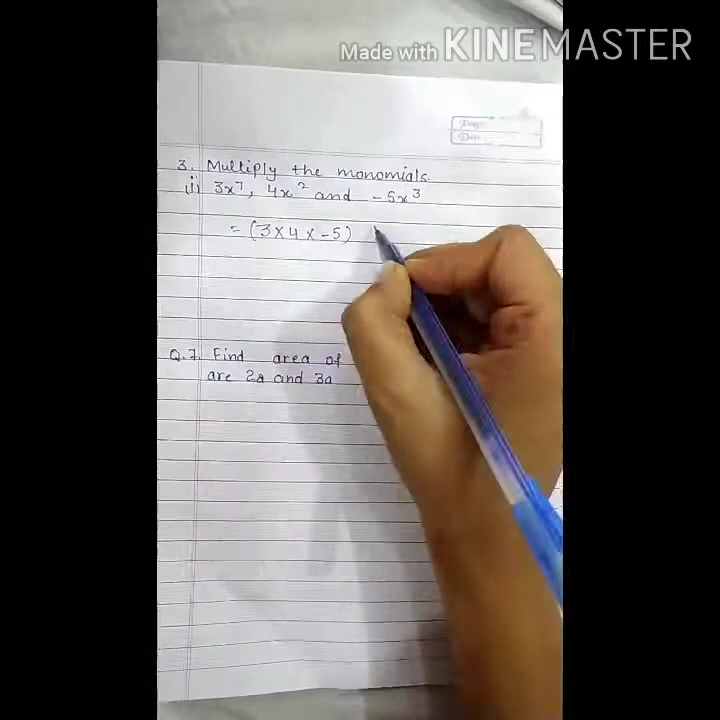 Made with KINEMASTER
3. Multiply the monomials.
(i) 3x⁷, 4x² and -5x³
= (3×4×-5)
Q.7. Find area of
are 2a and 3a